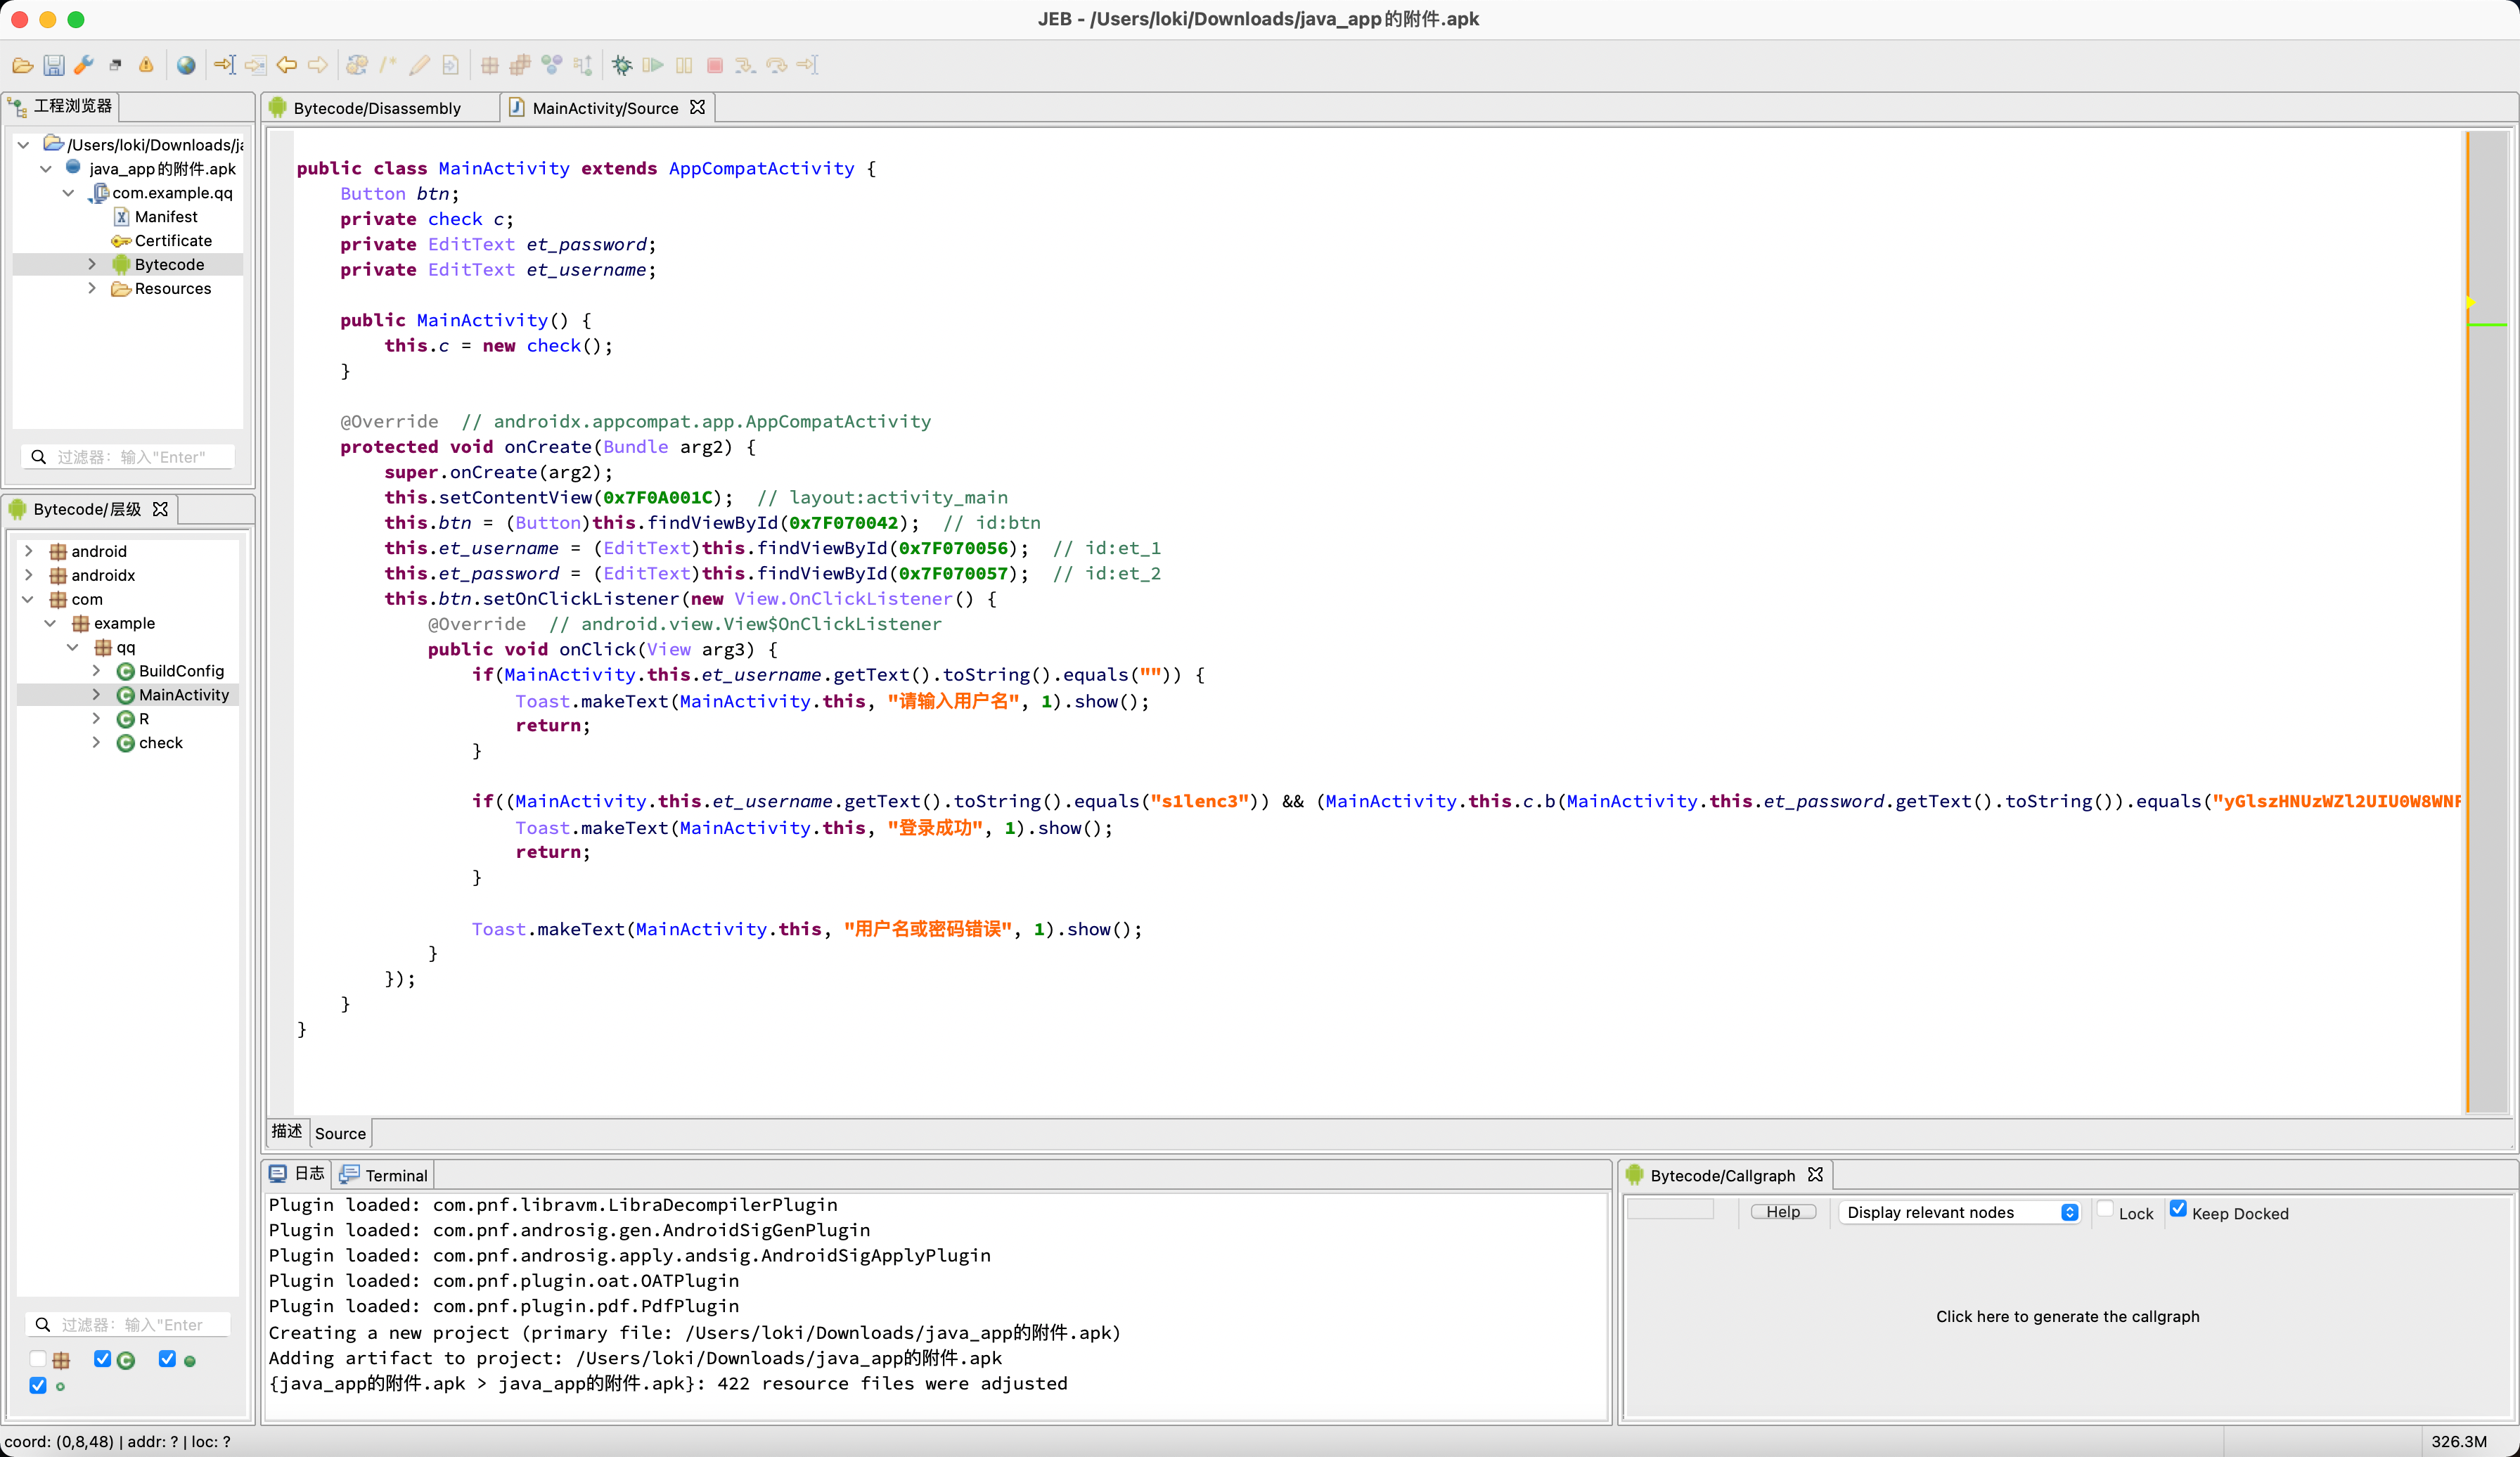 JEB - /Users/loki/Downloads/java_app的附件.apk
工程浏览器
/Users/loki/Downloads/ja
java_app的附件.apk
com.example.qq
Manifest
Certificate
Bytecode
Resources
过滤器：输入"Enter"
Bytecode/层级
android
androidx
com
example
qq
BuildConfig
MainActivity
R
check
过滤器：输入"Enter
Bytecode/Disassembly
MainActivity/Source
public class MainActivity extends AppCompatActivity {
    Button btn;
    private check c;
    private EditText et_password;
    private EditText et_username;
    public MainActivity() {
        this.c = new check();
    }
    @Override  // androidx.appcompat.app.AppCompatActivity
    protected void onCreate(Bundle arg2) {
        super.onCreate(arg2);
        this.setContentView(0x7F0A001C);  // layout:activity_main
        this.btn = (Button)this.findViewById(0x7F070042);  // id:btn
        this.et_username = (EditText)this.findViewById(0x7F070056);  // id:et_1
        this.et_password = (EditText)this.findViewById(0x7F070057);  // id:et_2
        this.btn.setOnClickListener(new View.OnClickListener() {
            @Override  // android.view.View$OnClickListener
            public void onClick(View arg3) {
                if(MainActivity.this.et_username.getText().toString().equals("")) {
                    Toast.makeText(MainActivity.this, "请输入用户名", 1).show();
                    return;
                }
                if((MainActivity.this.et_username.getText().toString().equals("s1lenc3")) && (MainActivity.this.c.b(MainActivity.this.et_password.getText().toString()).equals("yGlszHNUzWZl2UIU0W8WNF
                    Toast.makeText(MainActivity.this, "登录成功", 1).show();
                    return;
                }
                Toast.makeText(MainActivity.this, "用户名或密码错误", 1).show();
            }
        });
    }
}
描述
Source
日志
Terminal
Plugin loaded: com.pnf.libravm.LibraDecompilerPlugin
Plugin loaded: com.pnf.androsig.gen.AndroidSigGenPlugin
Plugin loaded: com.pnf.androsig.apply.andsig.AndroidSigApplyPlugin
Plugin loaded: com.pnf.plugin.oat.OATPlugin
Plugin loaded: com.pnf.plugin.pdf.PdfPlugin
Creating a new project (primary file: /Users/loki/Downloads/java_app的附件.apk)
Adding artifact to project: /Users/loki/Downloads/java_app的附件.apk
{java_app的附件.apk > java_app的附件.apk}: 422 resource files were adjusted
Bytecode/Callgraph
Help
Display relevant nodes
Lock
Keep Docked
Click here to generate the callgraph
coord: (0,8,48) | addr: ? | loc: ?
326.3M